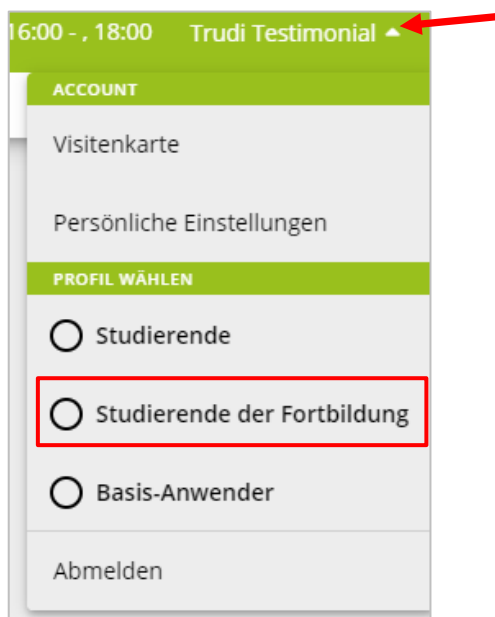 16:00 - , 18:00 Trudi Testimonial
ACCOUNT
Visitenkarte
Persönliche Einstellungen
PROFIL WÄHLEN
Studierende
Studierende der Fortbildung
Basis-Anwender
Abmelden